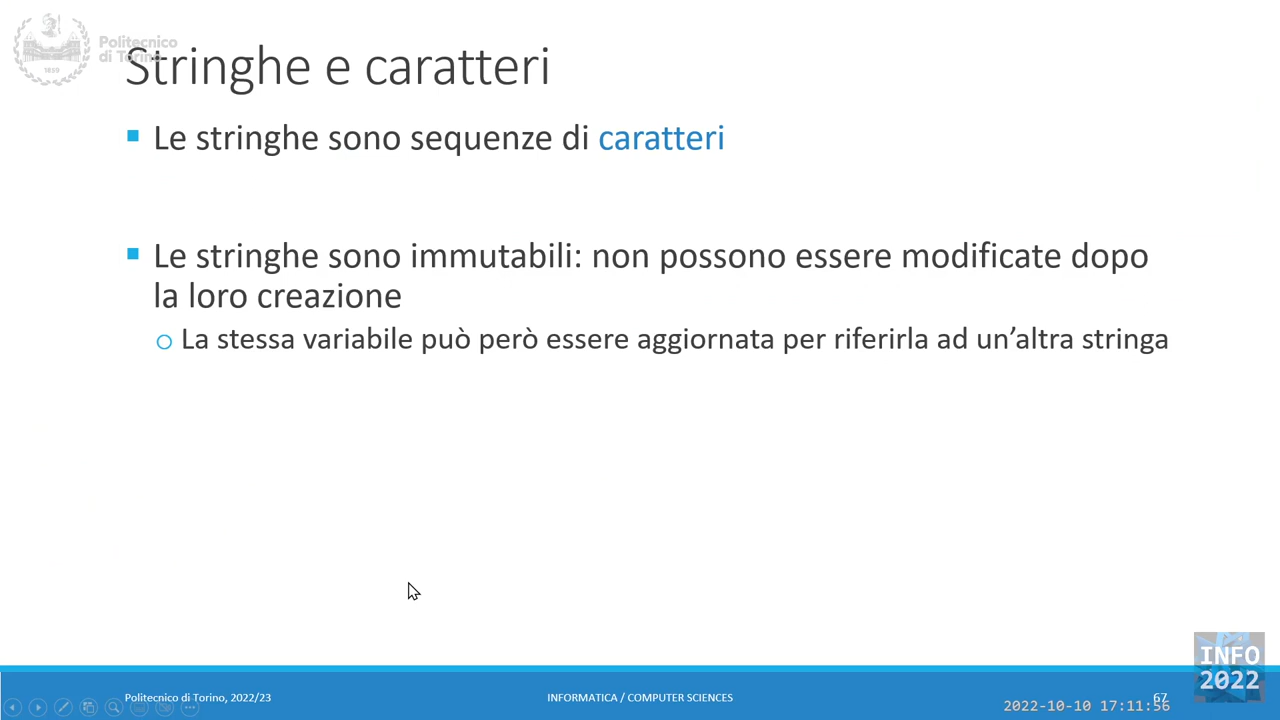 Politecnico
di Torino
1859
Stringhe e caratteri
Le stringhe sono sequenze di caratteri
Le stringhe sono immutabili: non possono essere modificate dopo
la loro creazione
La stessa variabile può però essere aggiornata per riferirla ad un’altra stringa
INFO
2022
Politecnico di Torino, 2022/23
INFORMATICA / COMPUTER SCIENCES
67
2022-10-10 17:11:56